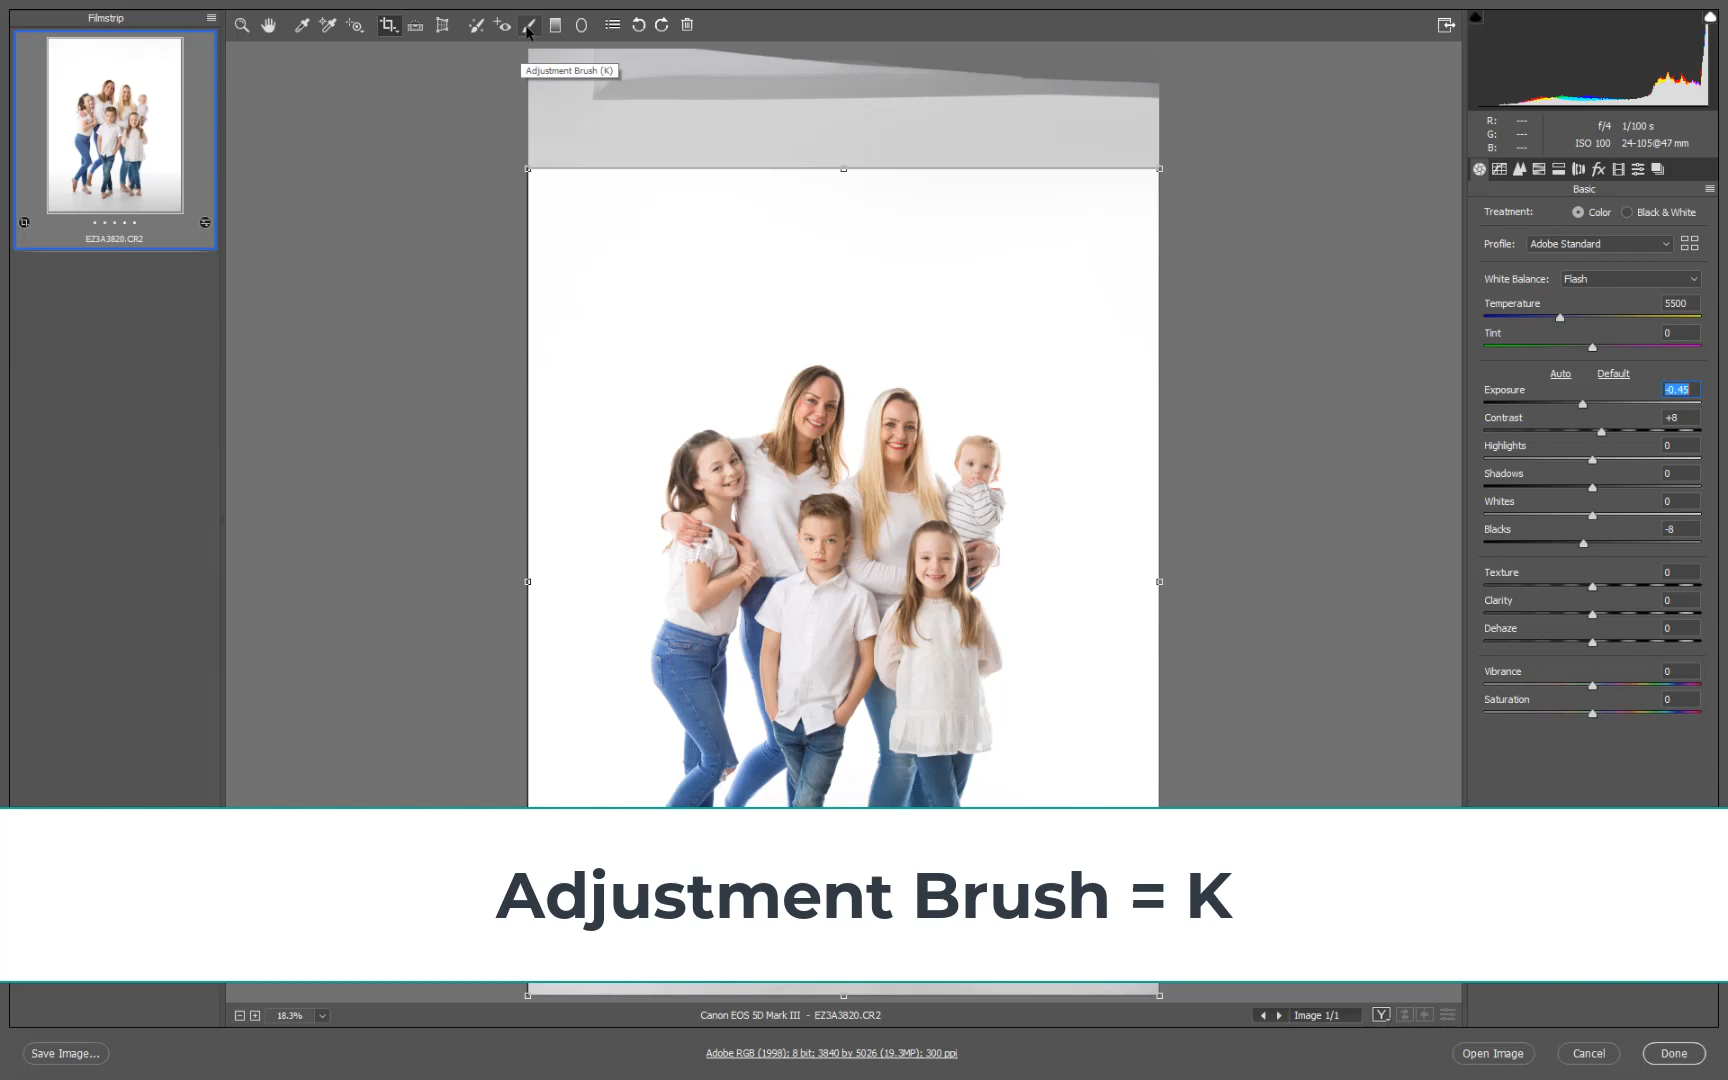 Filmstrip
EZ3A3820.CR2
Adjustment Brush (K)
R: ---
G: ---
B: ---
f/4 1/100 s
ISO 100 24-105@47 mm
Basic
Treatment: Color Black & White
Profile: Adobe Standard
White Balance: Flash
Temperature 5500
Tint 0
Auto Default
Exposure -0.45
Contrast +8
Highlights 0
Shadows 0
Whites 0
Blacks -8
Texture 0
Clarity 0
Dehaze 0
Vibrance 0
Saturation 0
Adjustment Brush = K
18.3%
Canon EOS 5D Mark III - EZ3A3820.CR2
Image 1/1
Y
Save Image...
Adobe RGB (1998); 8 bit; 3840 by 5026 (19.3MP); 300 ppi
Open Image
Cancel
Done